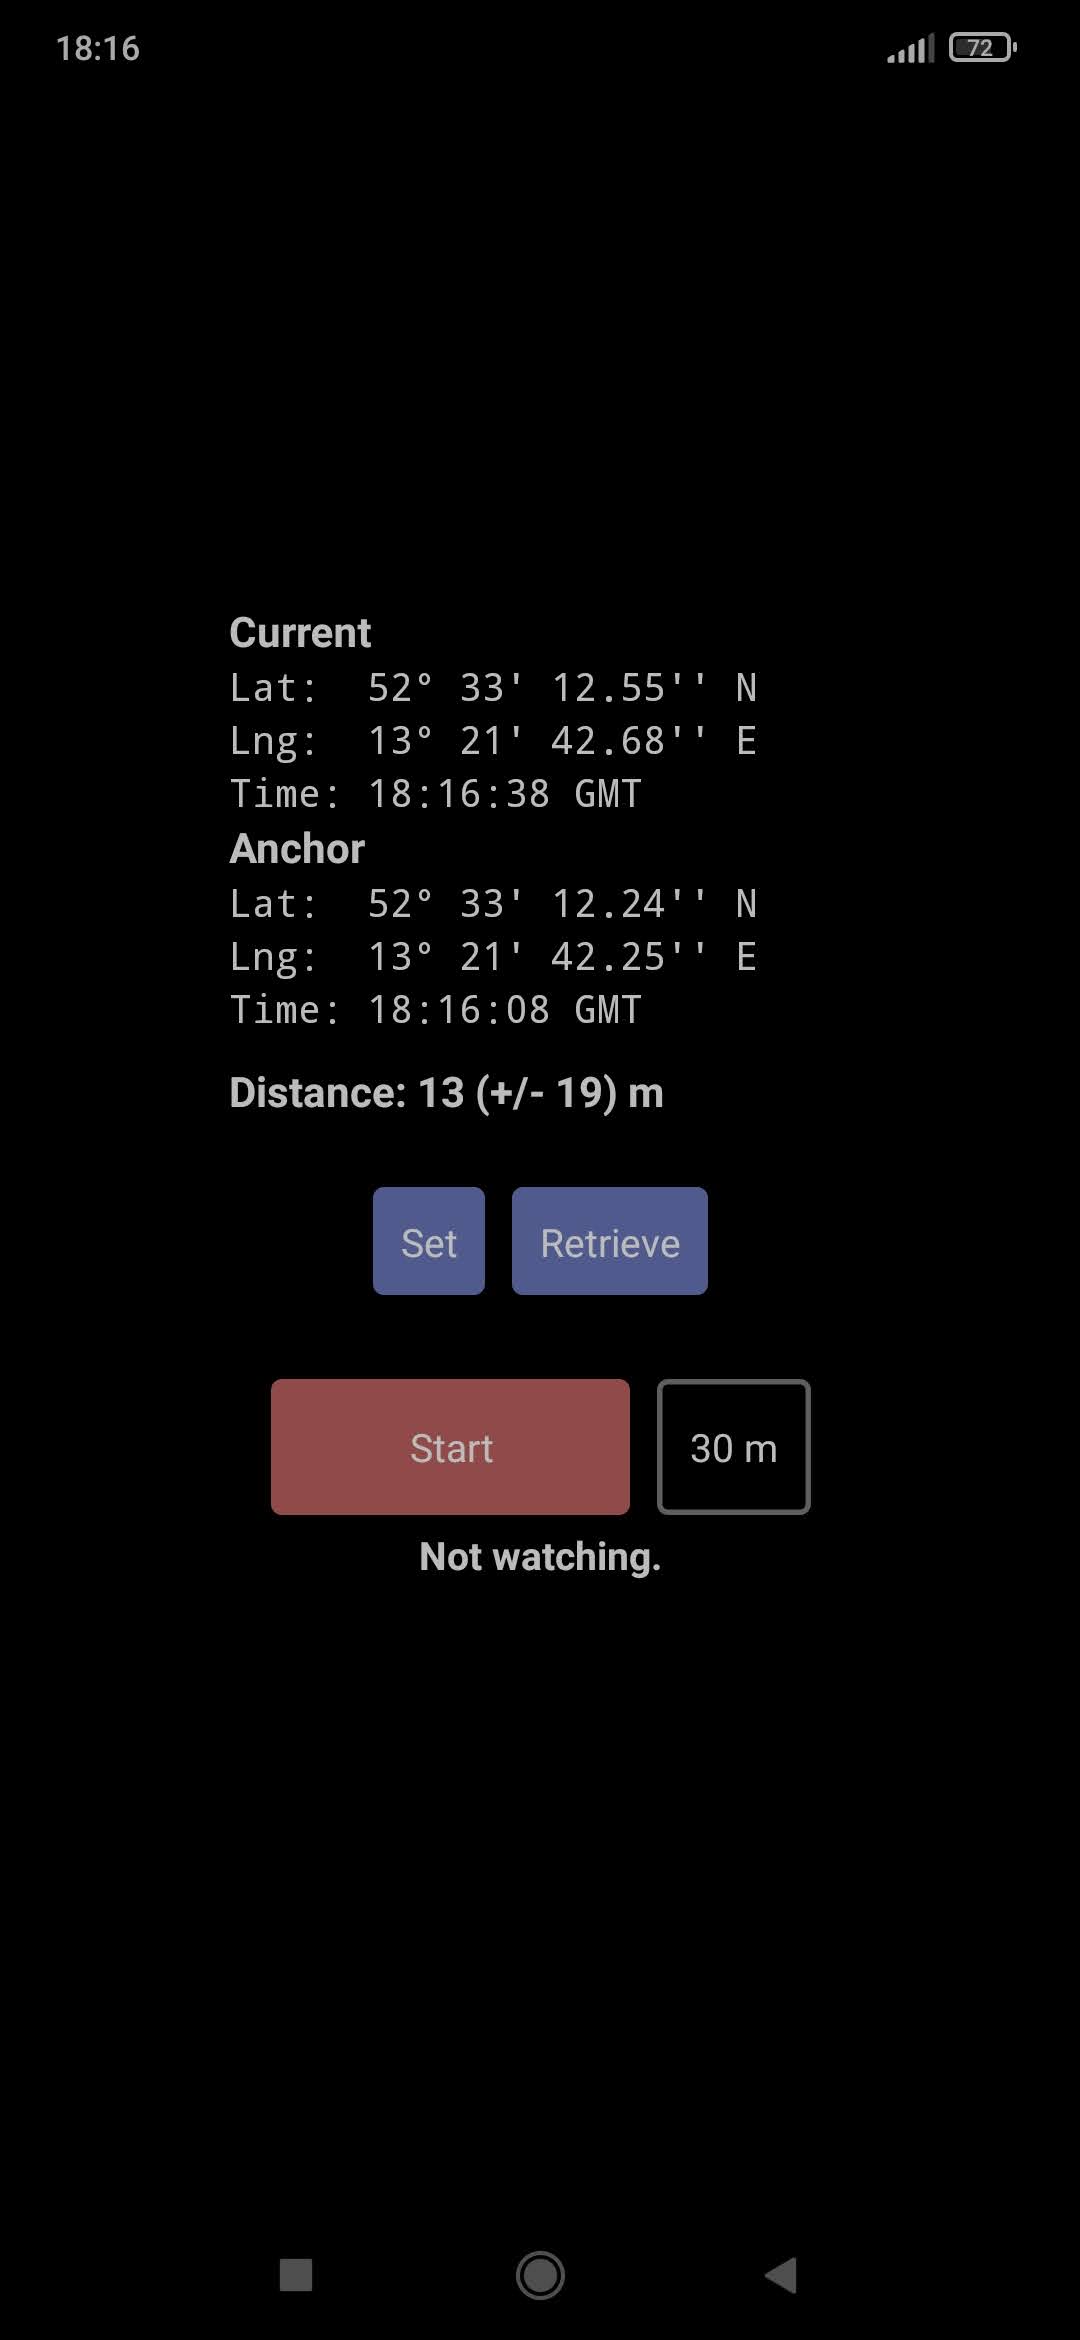 18:16
72
Current
Lat:  52° 33' 12.55'' N
Lng:  13° 21' 42.68'' E
Time: 18:16:38 GMT
Anchor
Lat:  52° 33' 12.24'' N
Lng:  13° 21' 42.25'' E
Time: 18:16:08 GMT
Distance: 13 (+/- 19) m
Set Retrieve
Start 30 m
Not watching.